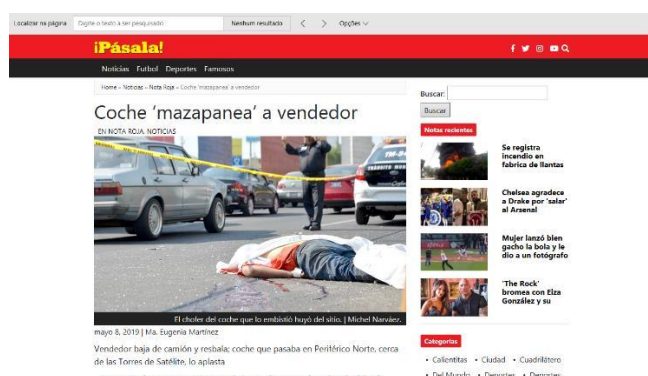 Localizar na página
Digite o texto a ser pesquisado
Nenhum resultado
Opções
¡Pásala!
Noticias Futbol Deportes Famosos
Home » Noticias » Nota Roja » Coche 'mazapanea' a vendedor
Coche 'mazapanea' a vendedor
EN NOTA ROJA, NOTICIAS
El chofer del coche que lo embistió huyó del sitio. | Michel Narváez.
mayo 8, 2019 | Ma. Eugenia Martínez
Vendedor baja de camión y resbala; coche que pasaba en Periférico Norte, cerca
de las Torres de Satélite, lo aplasta
Buscar:
Buscar
Notas recientes
Se registra
incendio en
fabrica de llantas
Chelsea agradece
a Drake por 'salar'
al Arsenal
Mujer lanzó bien
gacho la bola y le
dio a un fotógrafo
'The Rock'
bromea con Eiza
González y su
Categorías
• Calientitas • Ciudad • Cuadrilátero
• Del Mundo • Deportes • Deportes